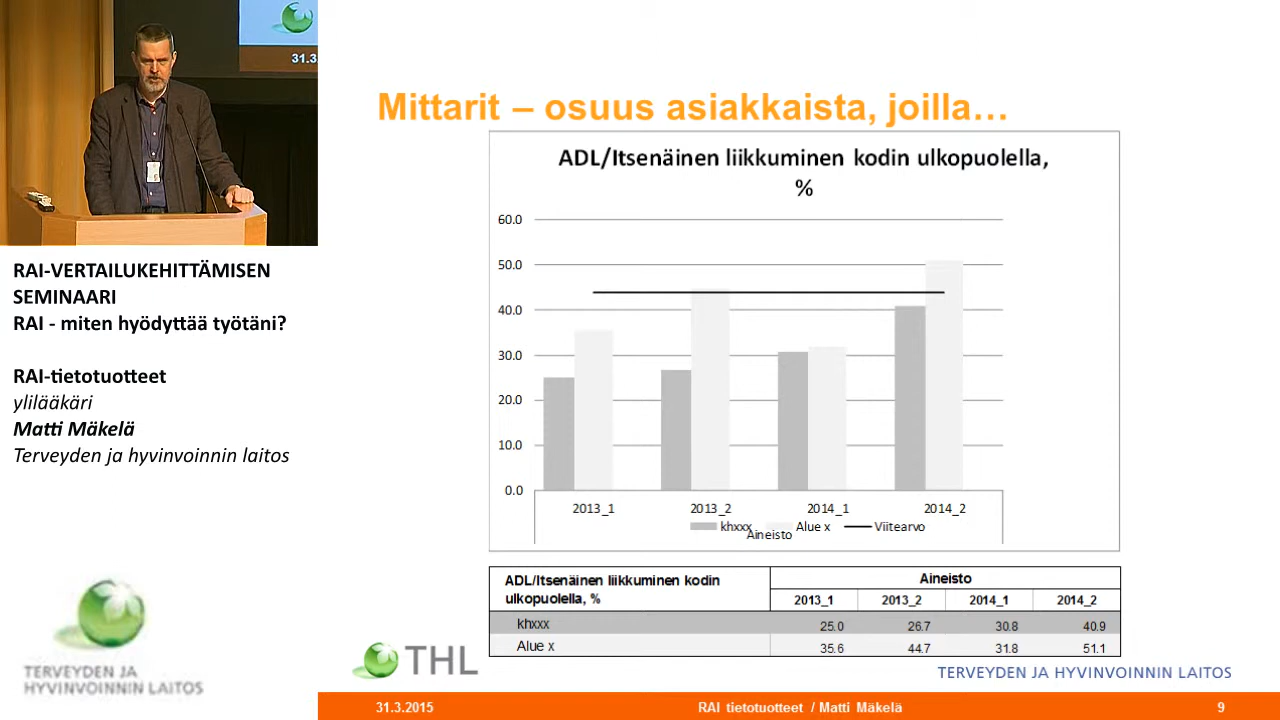 31.3
RAI-VERTAILUKEHITTÄMISEN
SEMINAARI
RAI - miten hyödyttää työtäni?
RAI-tietotuotteet
ylilääkäri
Matti Mäkelä
Terveyden ja hyvinvoinnin laitos
TERVEYDEN JA
HYVINVOINNIN LAITOS
Mittarit – osuus asiakkaista, joilla…
ADL/Itsenäinen liikkuminen kodin ulkopuolella,
%
60.0
50.0
40.0
30.0
20.0
10.0
0.0
2013_1 2013_2 2014_1 2014_2
khxxx Alue x Viitearvo
Aineisto
ADL/Itsenäinen liikkuminen kodin
ulkopuolella, %
Aineisto
2013_1 2013_2 2014_1 2014_2
khxxx 25.0 26.7 30.8 40.9
Alue x 35.6 44.7 31.8 51.1
THL
TERVEYDEN JA HYVINVOINNIN LAITOS
31.3.2015 RAI tietotuotteet / Matti Mäkelä 9